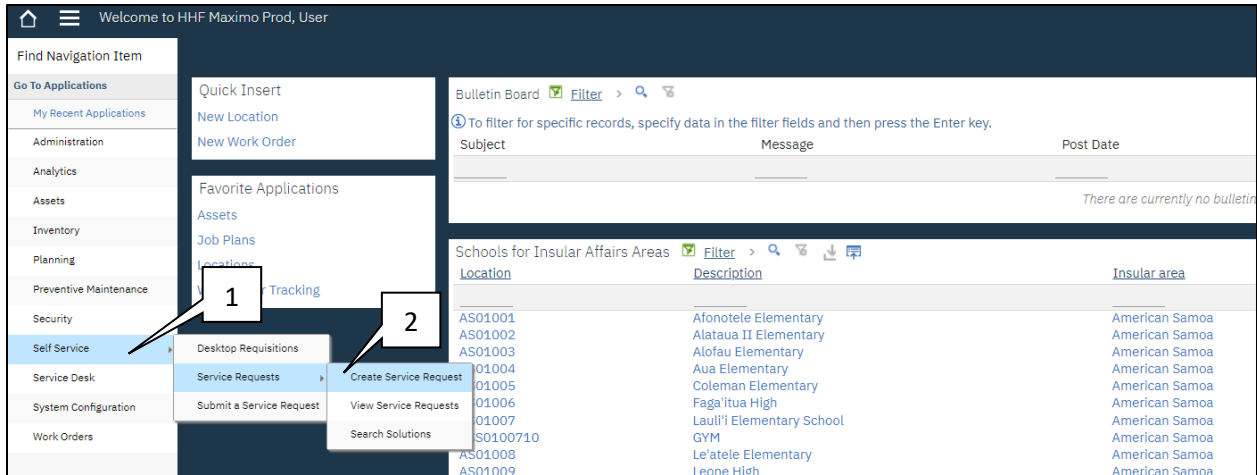 Welcome to HHF Maximo Prod, User
Find Navigation Item
Go To Applications
My Recent Applications
Administration
Analytics
Assets
Inventory
Planning
Preventive Maintenance
Security
Self Service
Service Desk
System Configuration
Work Orders
Quick Insert
New Location
New Work Order
Favorite Applications
Assets
Job Plans
Locations
Tracking
1
2
Desktop Requisitions
Service Requests
Submit a Service Request
Create Service Request
View Service Requests
Search Solutions
Bulletin Board Filter >
To filter for specific records, specify data in the filter fields and then press the Enter key.
Subject Message Post Date
There are currently no bulletin
Schools for Insular Affairs Areas Filter >
Location Description Insular area
AS01001 Afonotele Elementary American Samoa
AS01002 Alataua II Elementary American Samoa
AS01003 Alofau Elementary American Samoa
01004 Aua Elementary American Samoa
01005 Coleman Elementary American Samoa
01006 Faga'itua High American Samoa
01007 Lauli'i Elementary School American Samoa
S0100710 GYM American Samoa
AS01008 Le'atele Elementary American Samoa
AS01009 Leone High American Samoa